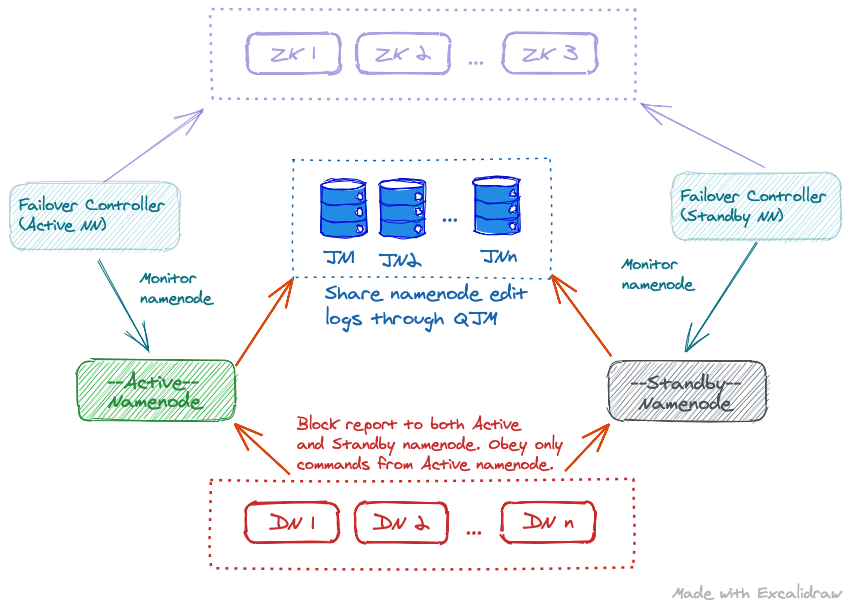 ZK 1 ZK 2 ... ZK 3
Failover Controller
(Active NN)
Failover Controller
(Standby NN)
JN1 JN2 ... JNn
Monitor
namenode
Monitor
namenode
Share namenode edit
logs through QJM
--Active--
Namenode
--Standby--
Namenode
Block report to both Active
and Standby namenode. Obey only
commands from Active namenode.
DN 1 DN 2 ... DN n
Made with Excalidraw